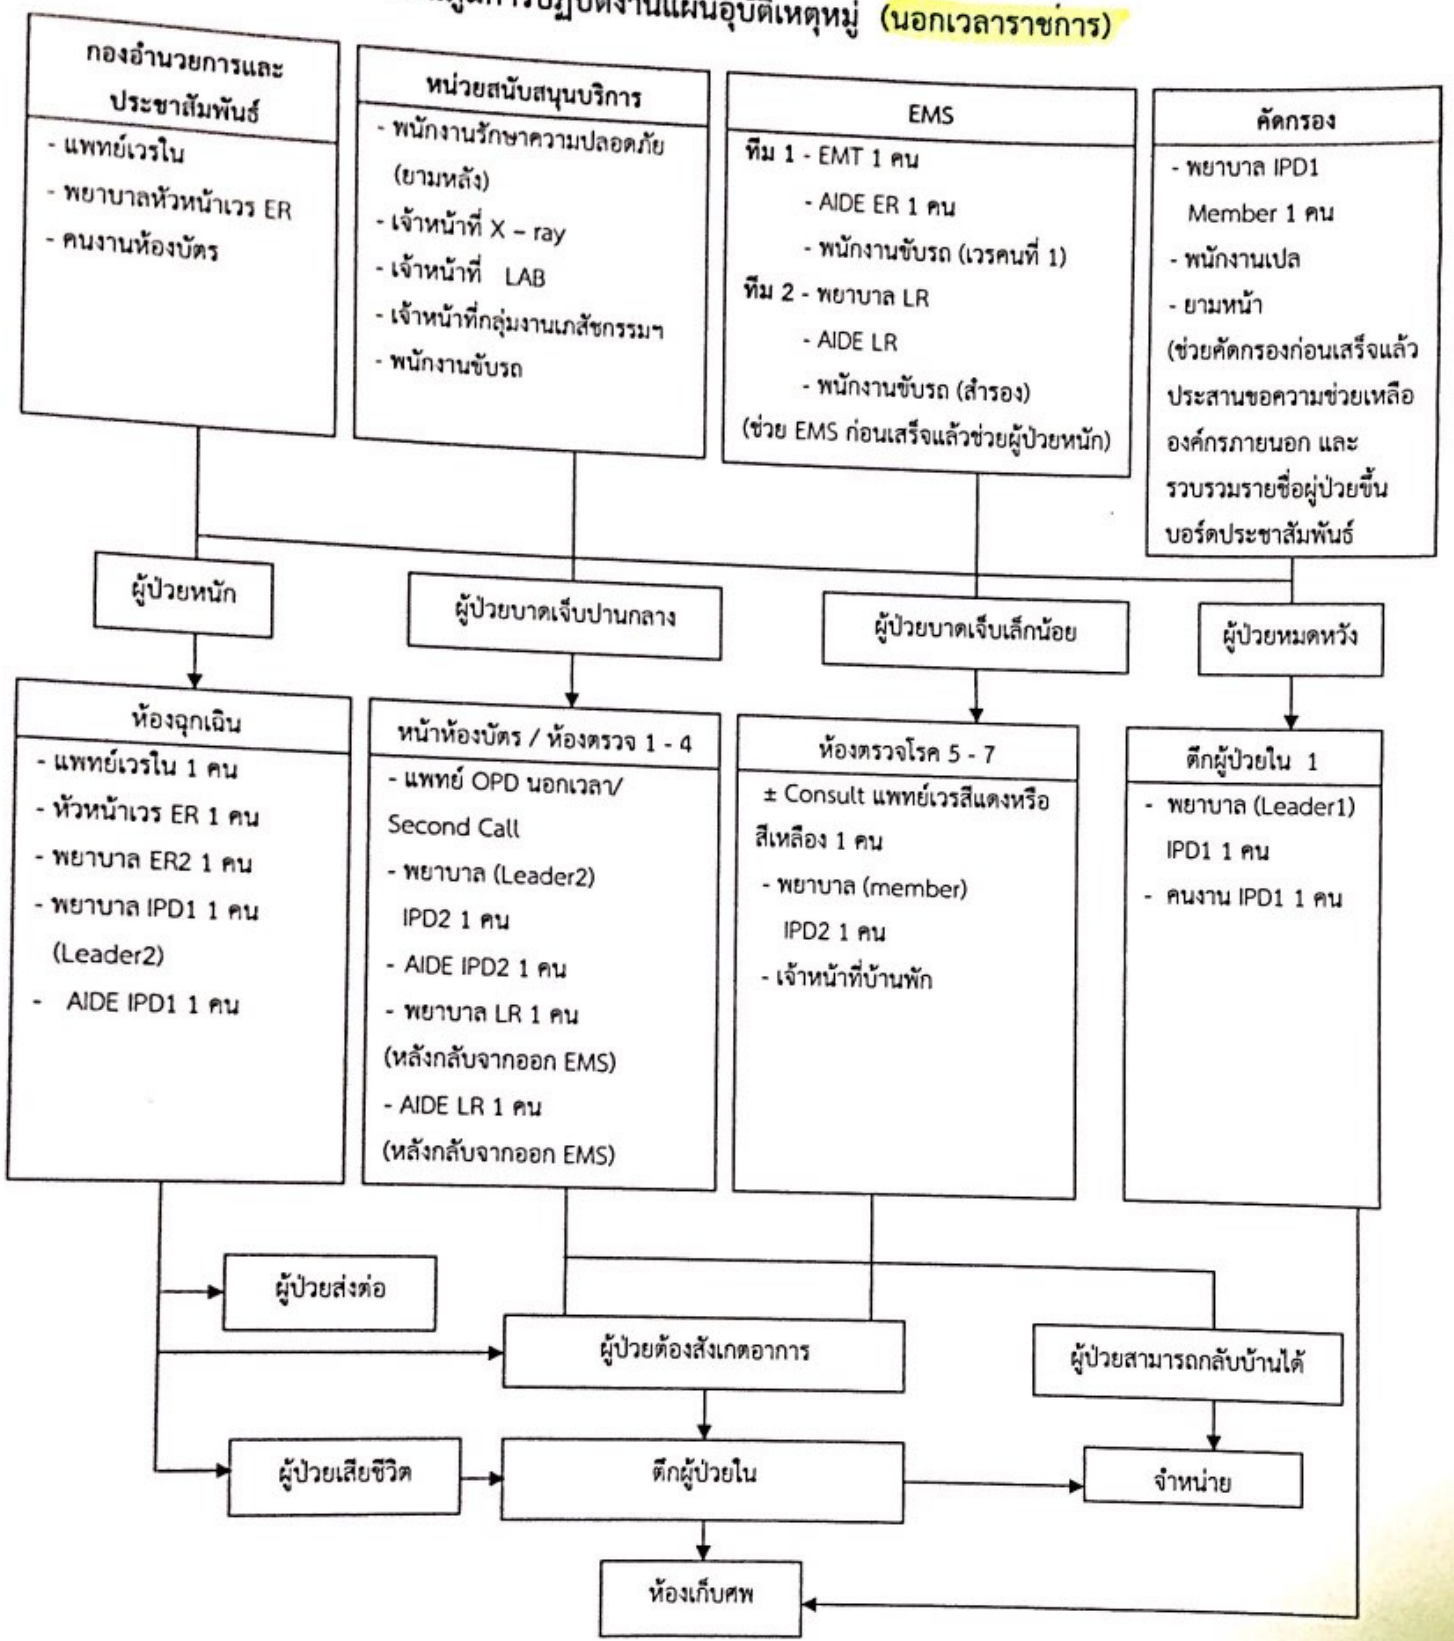 การปฏิบัติงานแผนอุบัติเหตุหมู่ (นอกเวลาราชการ)
กองอำนวยการและ
ประชาสัมพันธ์
- แพทย์เวรใน
- พยาบาลหัวหน้าเวร ER
- คนงานห้องบัตร
หน่วยสนับสนุนบริการ
- พนักงานรักษาความปลอดภัย
(ยามหลัง)
- เจ้าหน้าที่ X – ray
- เจ้าหน้าที่ LAB
- เจ้าหน้าที่กลุ่มงานเภสัชกรรมฯ
- พนักงานขับรถ
EMS
ทีม 1 - EMT 1 คน
- AIDE ER 1 คน
- พนักงานขับรถ (เวรคนที่ 1)
ทีม 2 - พยาบาล LR
- AIDE LR
- พนักงานขับรถ (สำรอง)
(ช่วย EMS ก่อนเสร็จแล้วช่วยผู้ป่วยหนัก)
คัดกรอง
- พยาบาล IPD1
Member 1 คน
- พนักงานเปล
- ยามหน้า
(ช่วยคัดกรองก่อนเสร็จแล้ว
ประสานขอความช่วยเหลือ
องค์กรภายนอก และ
รวบรวมรายชื่อผู่ป่วยขึ้น
บอร์ดประชาสัมพันธ์
ผู้ป่วยหนัก
ผู้ป่วยบาดเจ็บปานกลาง
ผู้ป่วยบาดเจ็บเล็กน้อย
ผู้ป่วยหมดหวัง
ห้องฉุกเฉิน
- แพทย์เวรใน 1 คน
- หัวหน้าเวร ER 1 คน
- พยาบาล ER2 1 คน
- พยาบาล IPD1 1 คน
(Leader2)
- AIDE IPD1 1 คน
หน้าห้องบัตร / ห้องตรวจ 1 - 4
- แพทย์ OPD นอกเวลา/
Second Call
- พยาบาล (Leader2)
IPD2 1 คน
- AIDE IPD2 1 คน
- พยาบาล LR 1 คน
(หลังกลับจากออก EMS)
- AIDE LR 1 คน
(หลังกลับจากออก EMS)
ห้องตรวจโรค 5 - 7
± Consult แพทย์เวรสีแดงหรือ
สีเหลือง 1 คน
- พยาบาล (member)
IPD2 1 คน
- เจ้าหน้าที่บ้านพัก
ตึกผู้ป่วยใน 1
- พยาบาล (Leader1)
IPD1 1 คน
- คนงาน IPD1 1 คน
ผู้ป่วยส่งต่อ
ผู้ป่วยต้องสังเกตอาการ
ผู้ป่วยสามารถกลับบ้านได้
ผู้ป่วยเสียชีวิต
ตึกผู้ป่วยใน
จำหน่าย
ห้องเก็บศพ